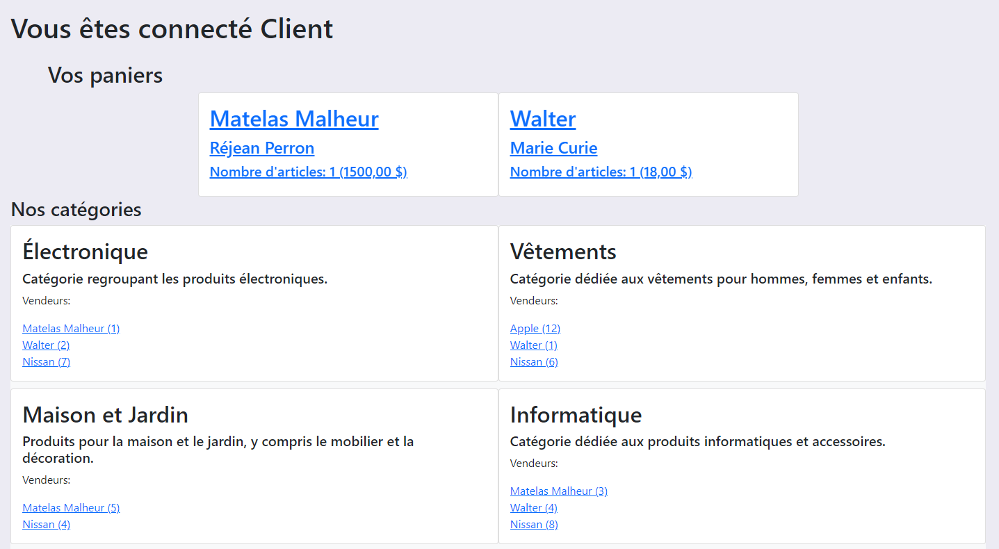 Vous êtes connecté Client
Vos paniers
Matelas Malheur
Réjean Perron
Nombre d'articles: 1 (1500,00 $)
Walter
Marie Curie
Nombre d'articles: 1 (18,00 $)
Nos catégories
Électronique
Catégorie regroupant les produits électroniques.
Vendeurs:
Matelas Malheur (1)
Walter (2)
Nissan (7)
Vêtements
Catégorie dédiée aux vêtements pour hommes, femmes et enfants.
Vendeurs:
Apple (12)
Walter (1)
Nissan (6)
Maison et Jardin
Produits pour la maison et le jardin, y compris le mobilier et la
décoration.
Vendeurs:
Matelas Malheur (5)
Nissan (4)
Informatique
Catégorie dédiée aux produits informatiques et accessoires.
Vendeurs:
Matelas Malheur (3)
Walter (4)
Nissan (8)